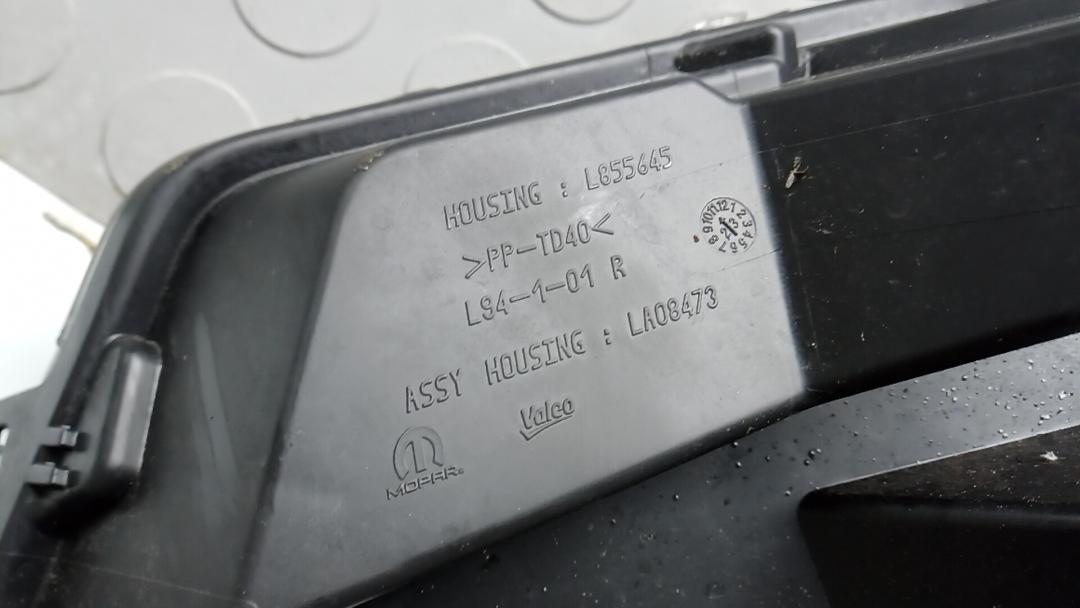 HOUSING : L855645
>PP-TD40<
L94-1-01 R
ASSY HOUSING : LA08473
Valeo
MOPAR®